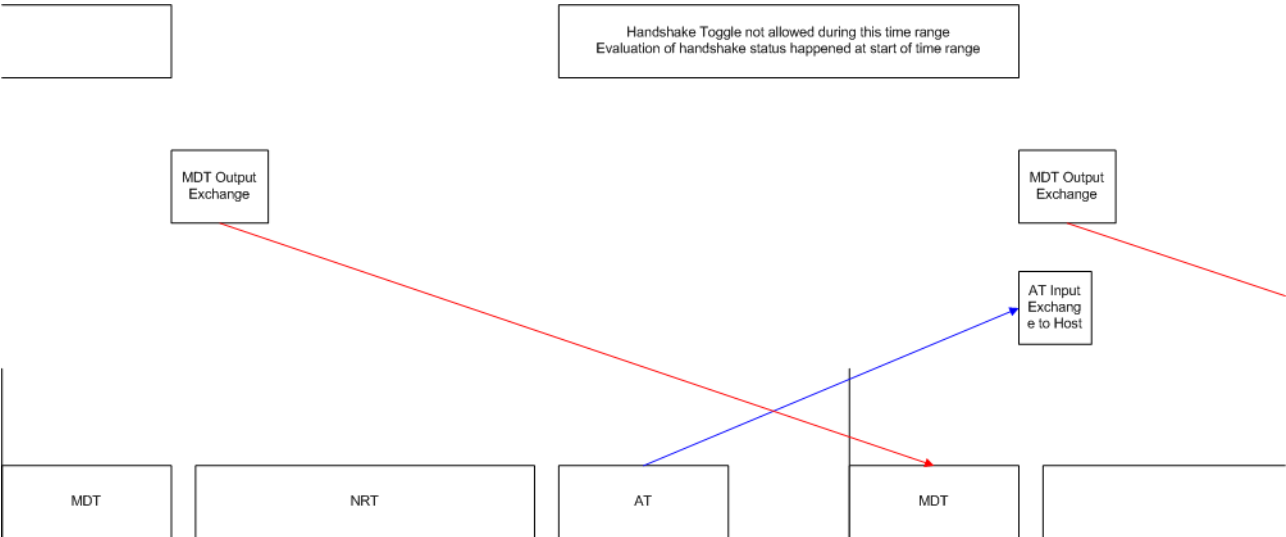 Handshake Toggle not allowed during this time range
Evaluation of handshake status happened at start of time range
MDT Output
Exchange
MDT Output
Exchange
AT Input
Exchang
e to Host
MDT
NRT
AT
MDT